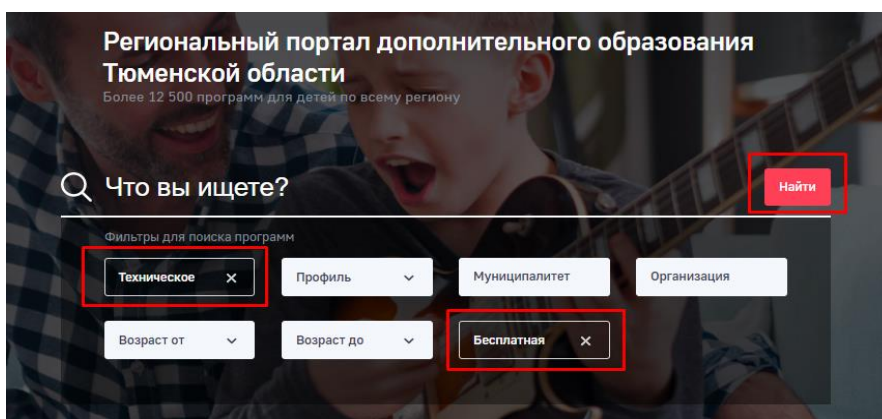 Региональный портал дополнительного образования
Тюменской области
Более 12 500 программ для детей по всему региону
Что вы ищете?
Найти
Фильтры для поиска программ
Техническое
Профиль
Муниципалитет
Организация
Возраст от
Возраст до
Бесплатная